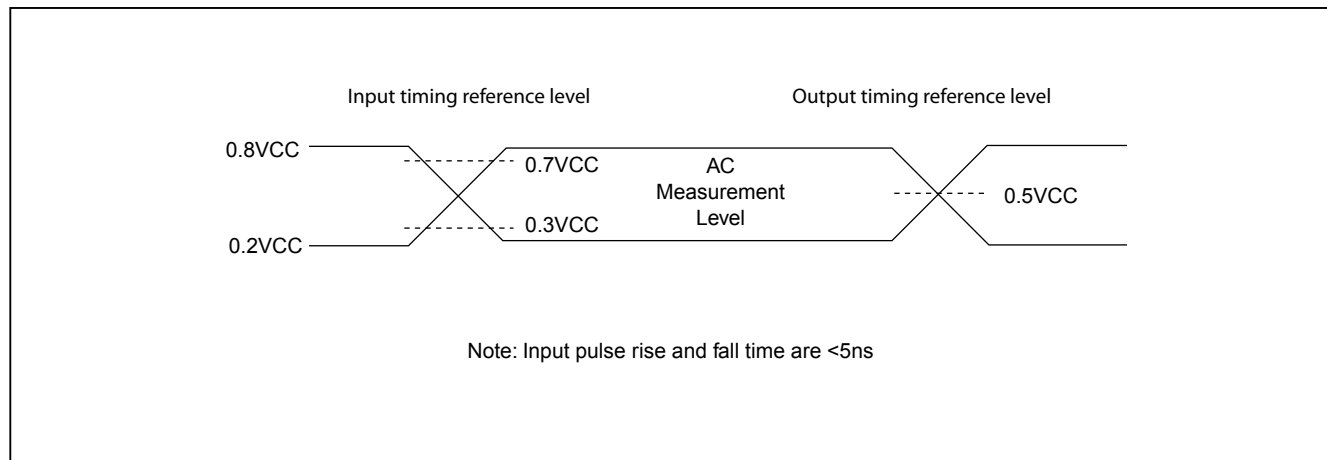 Input timing reference level
Output timing reference level
0.8VCC
0.7VCC
AC
Measurement
Level
0.5VCC
0.3VCC
0.2VCC
Note: Input pulse rise and fall time are <5ns